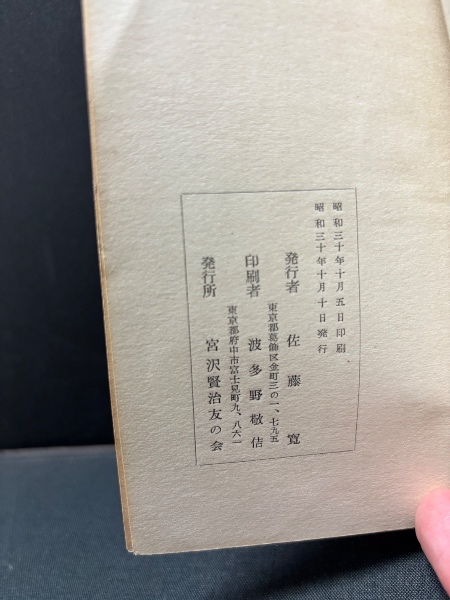 昭和三十年十月五日印刷
昭和三十年十月十日発行
発行者 佐藤寛
東京都葛飾区金町三の一、七九五
印刷者 波多野敬信
東京都府中市富士見町九、八六一
発行所 宮沢賢治友の会